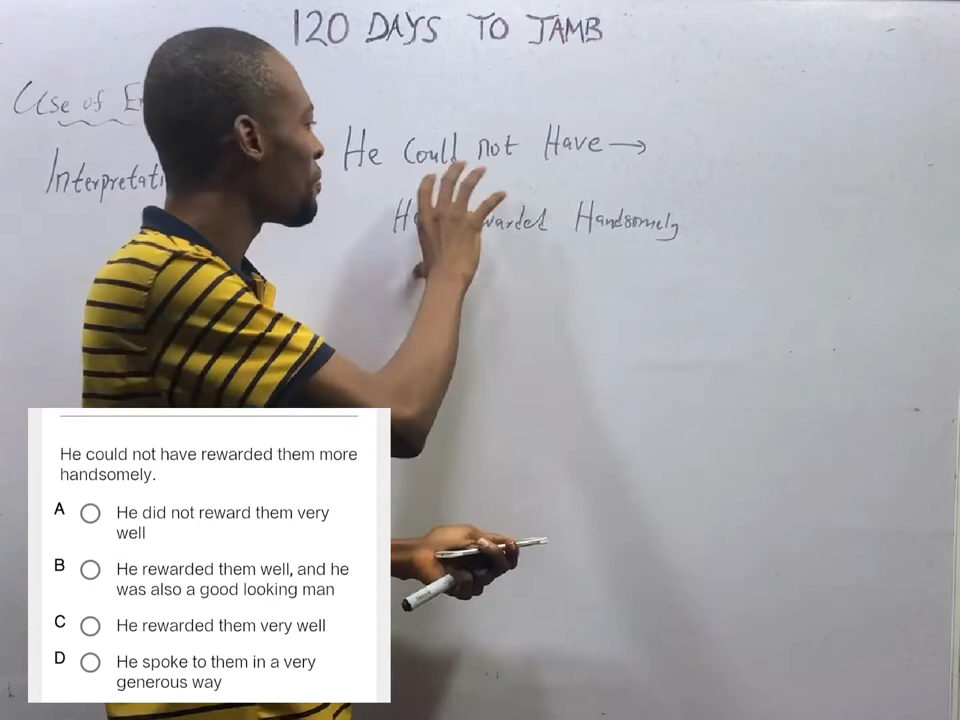 120 DAYS TO JAMB
Use of
He Could not Have →
Handsomely
He could not have rewarded them more
handsomely.
A He did not reward them very
well
B He rewarded them well, and he
was also a good looking man
C He rewarded them very well
D He spoke to them in a very
generous way